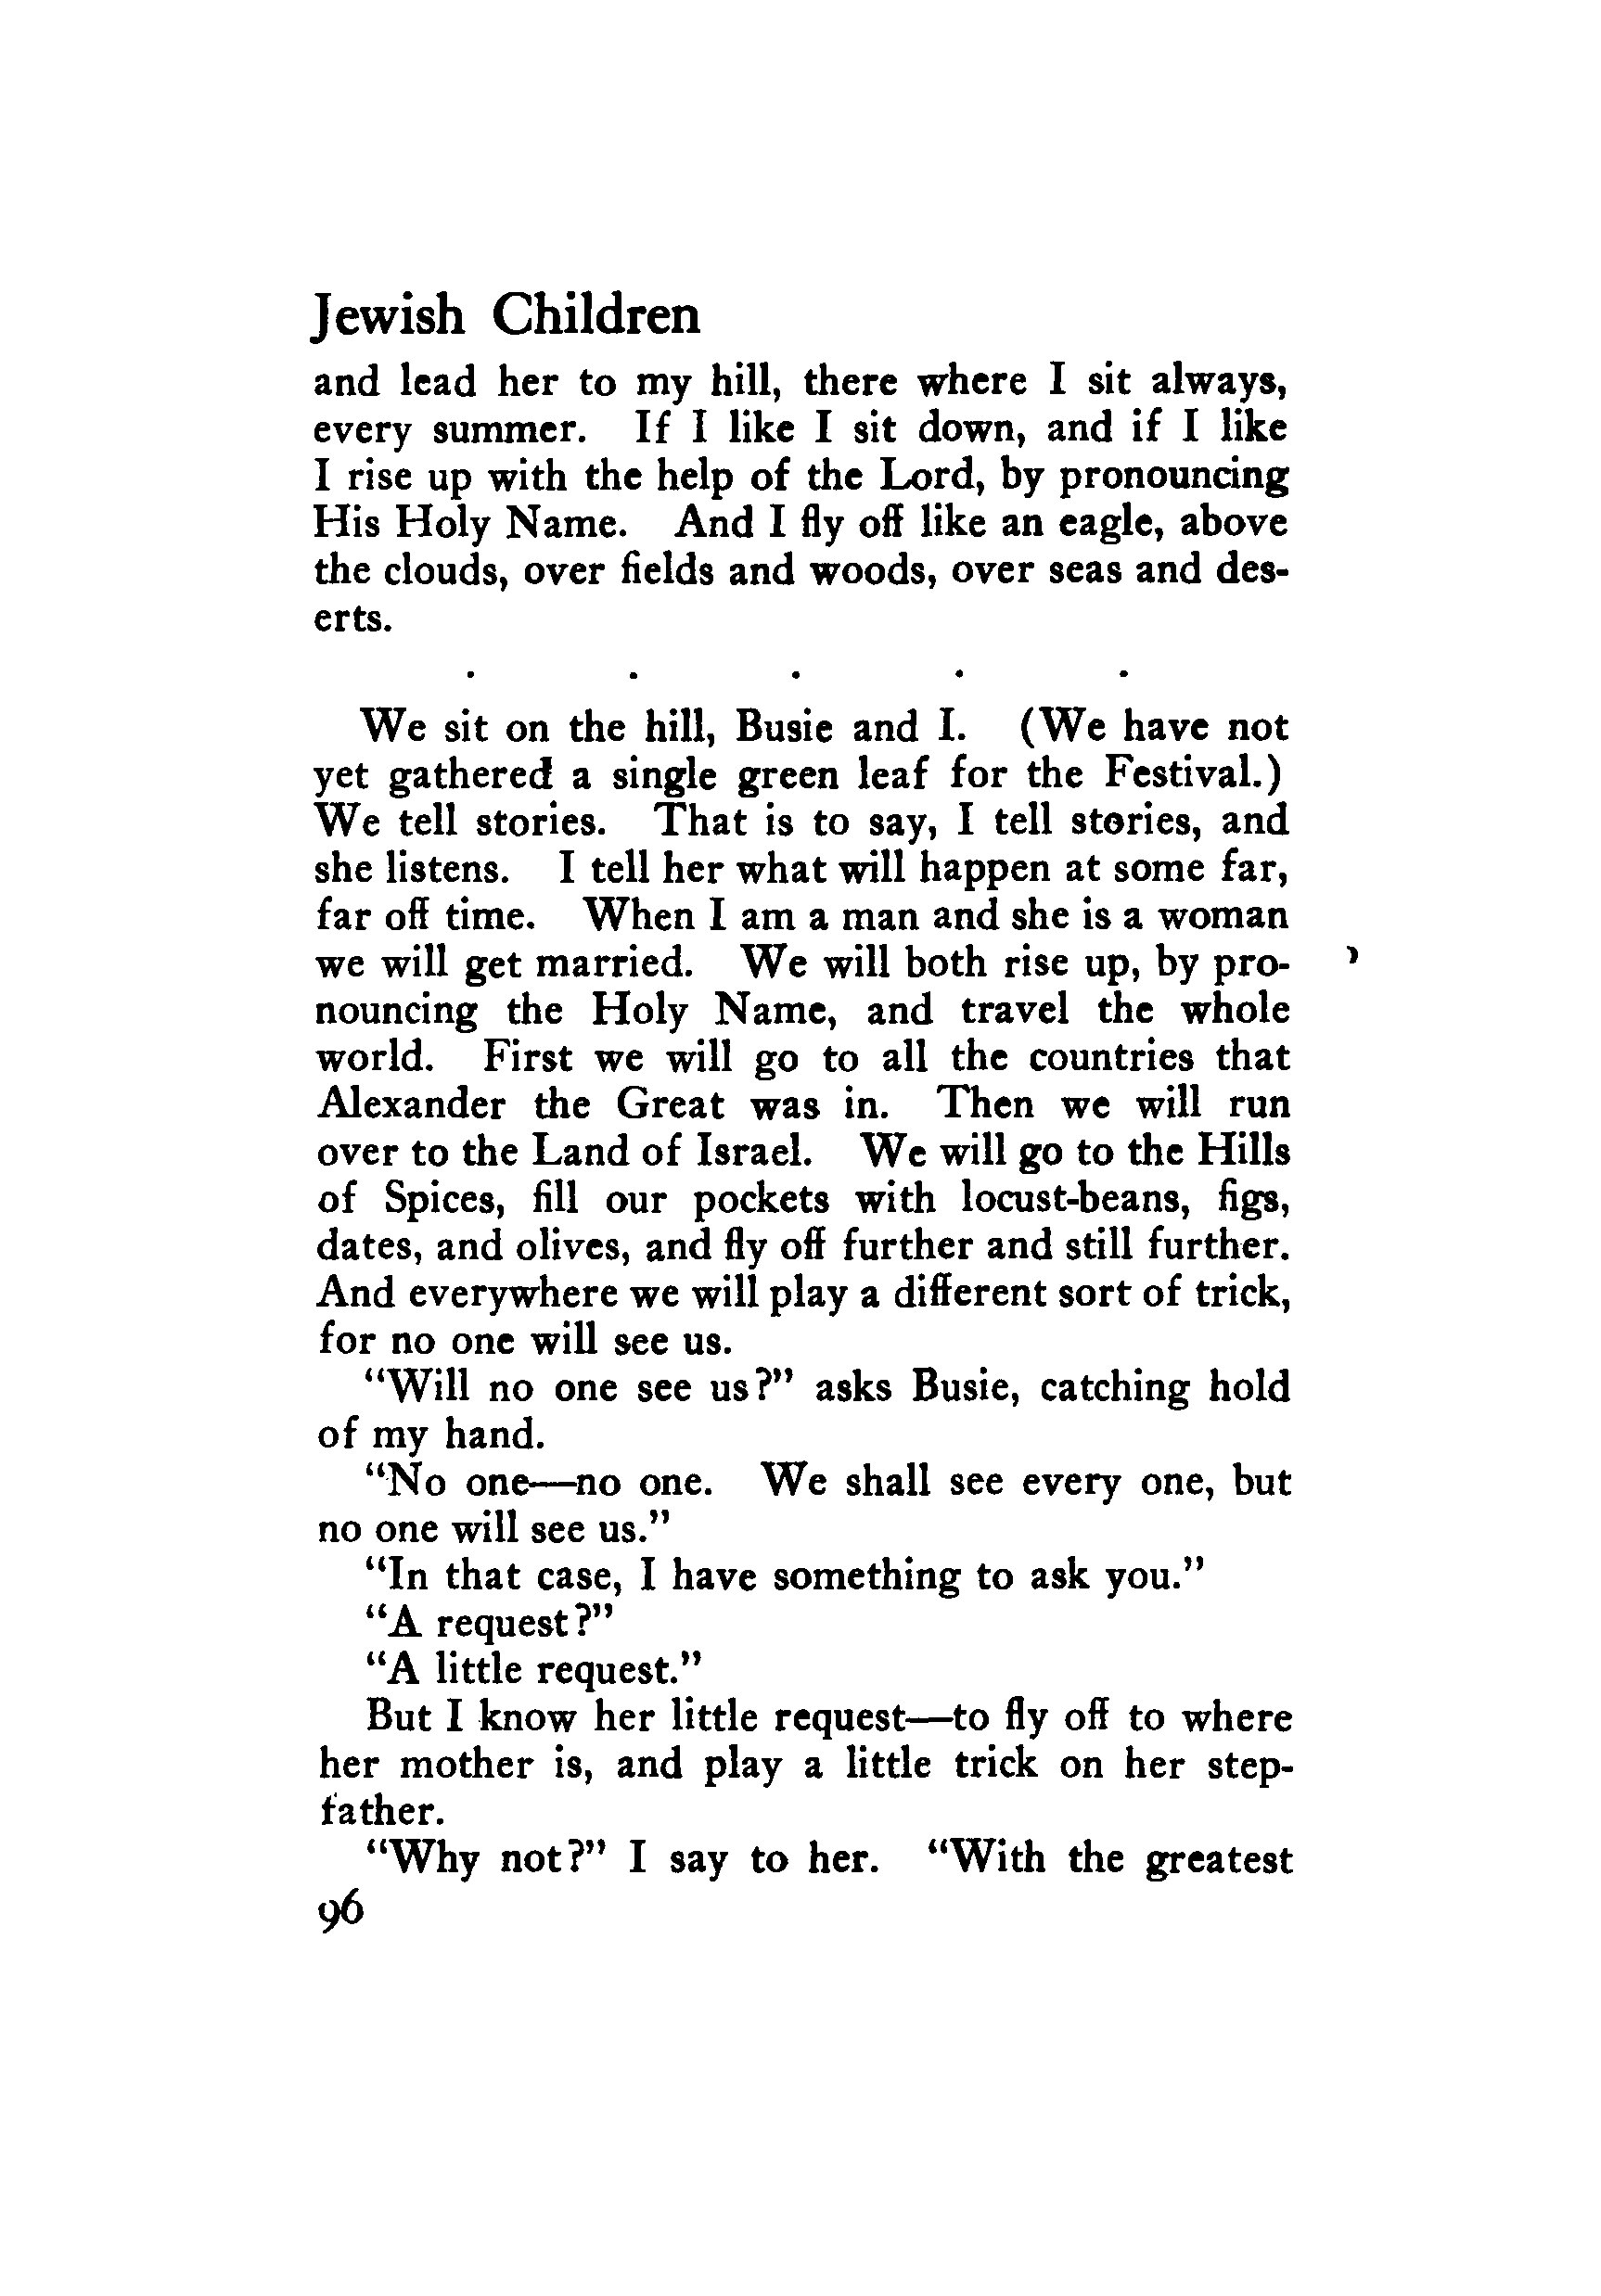 Jewish Children
and lead her to my hill, there where I sit always,
every summer. If I like I sit down, and if I like
I rise up with the help of the Lord, by pronouncing
His Holy Name. And I fly off like an eagle, above
the clouds, over fields and woods, over seas and des-
erts.
. . . . .
We sit on the hill, Busie and I. (We have not
yet gathered a single green leaf for the Festival.)
We tell stories. That is to say, I tell stories, and
she listens. I tell her what will happen at some far,
far off time. When I am a man and she is a woman
we will get married. We will both rise up, by pro-
nouncing the Holy Name, and travel the whole
world. First we will go to all the countries that
Alexander the Great was in. Then we will run
over to the Land of Israel. We will go to the Hills
of Spices, fill our pockets with locust-beans, figs,
dates, and olives, and fly off further and still further.
And everywhere we will play a different sort of trick,
for no one will see us.
"Will no one see us?" asks Busie, catching hold
of my hand.
"No one—no one. We shall see every one, but
no one will see us."
"In that case, I have something to ask you."
"A request?"
"A little request."
But I know her little request—to fly off to where
her mother is, and play a little trick on her step-
father.
"Why not?" I say to her. "With the greatest
96